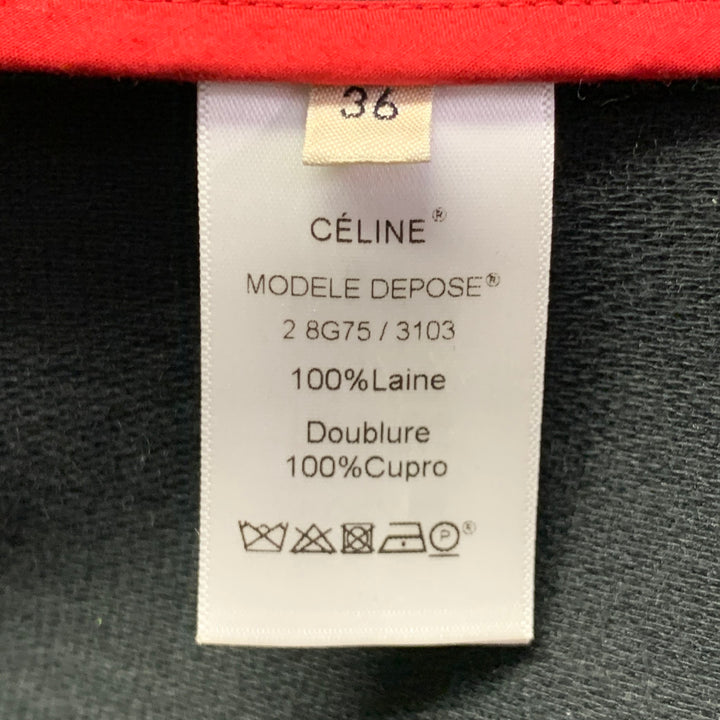 36
CÉLINE®
MODELE DEPOSE®
2 8G75 / 3103
100%Laine
Doublure
100%Cupro
P®